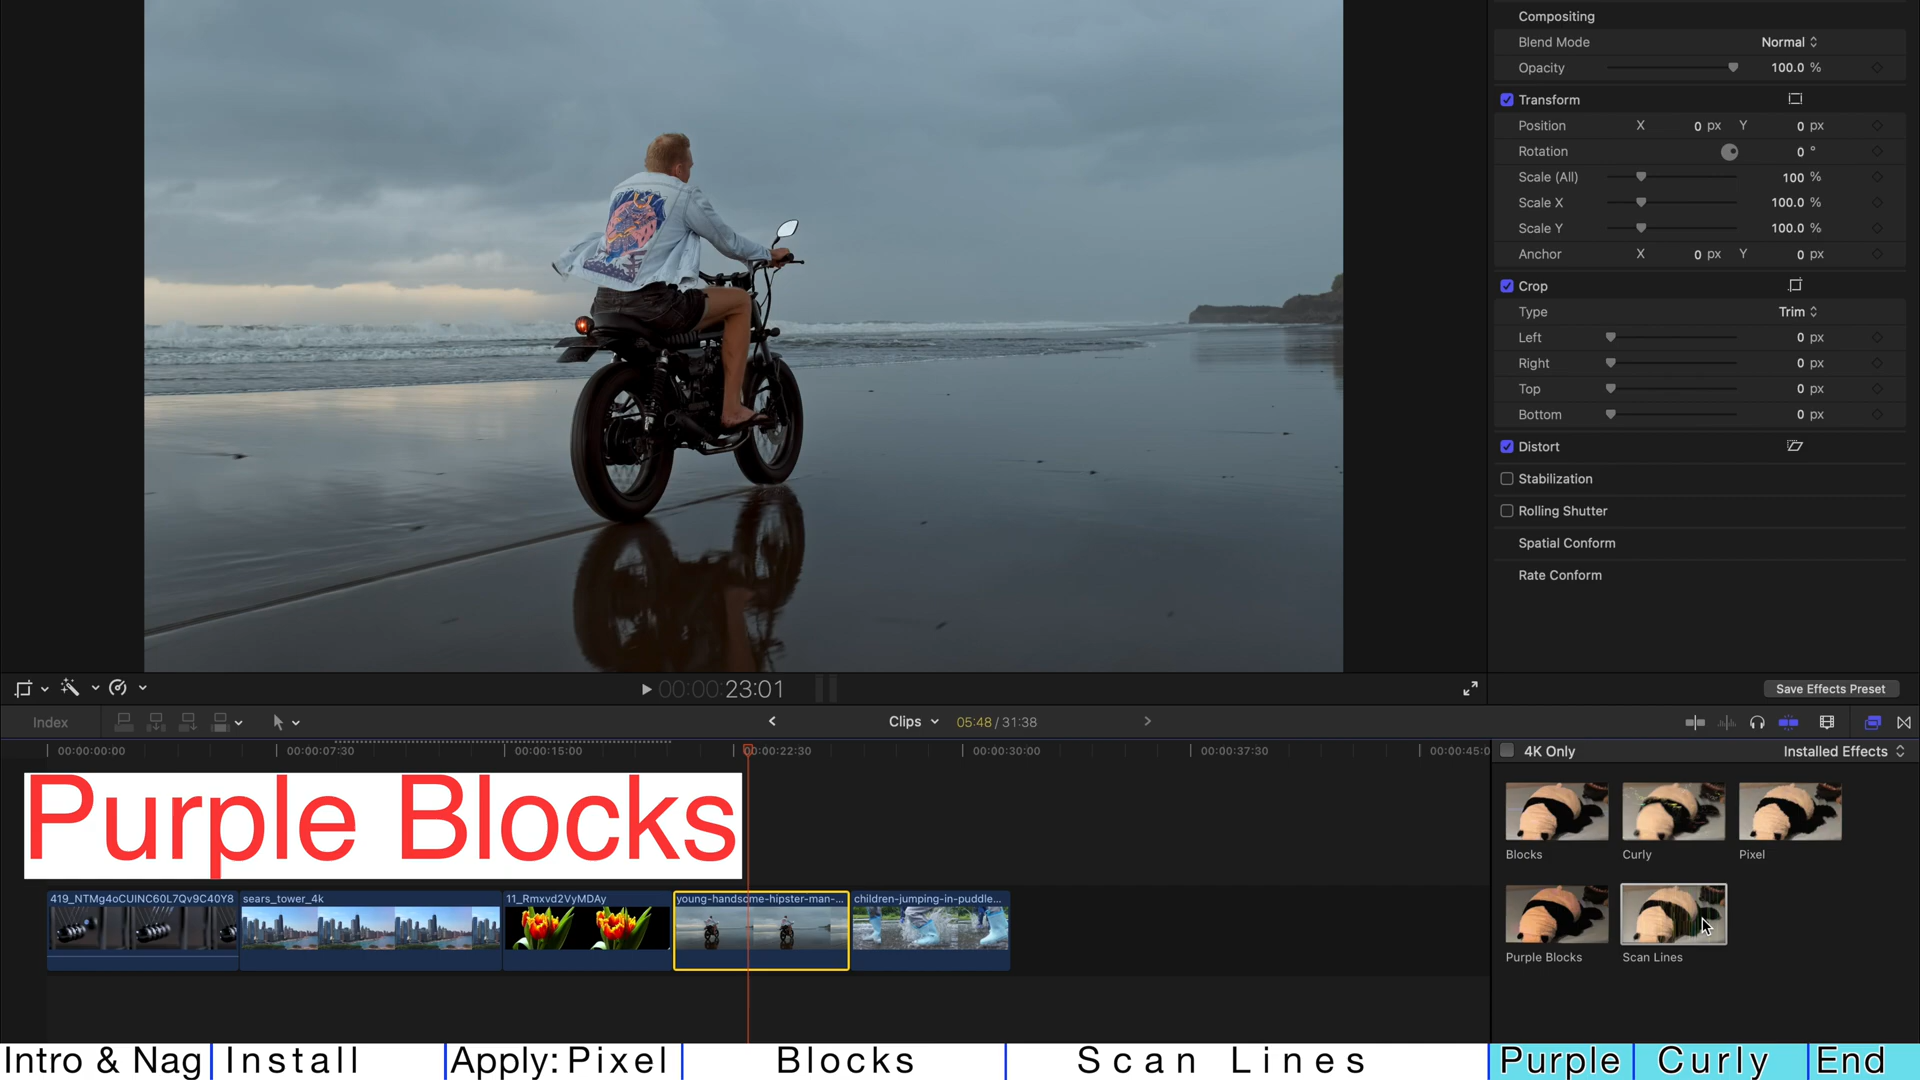 Compositing
Blend Mode Normal
Opacity 100.0 %
Transform
Position X 0 px Y 0 px
Rotation 0 °
Scale (All) 100 %
Scale X 100.0 %
Scale Y 100.0 %
Anchor X 0 px Y 0 px
Crop
Type Trim
Left 0 px
Right 0 px
Top 0 px
Bottom 0 px
Distort
Stabilization
Rolling Shutter
Spatial Conform
Rate Conform
00:00:00:23:01
Save Effects Preset
Index
Clips 05:48 / 31:38
00:00:00:00 00:00:07:30 00:00:15:00 00:00:22:30 00:00:30:00 00:00:37:30 00:00:45:0
4K Only Installed Effects
Purple Blocks
Blocks Curly Pixel
Purple Blocks Scan Lines
419_NTMg4oCUINC60L7Qv9C40Y8 sears_tower_4k 11_Rmxvd2VyMDAy young-handsome-hipster-man-... children-jumping-in-puddle...
Intro & Nag Install Apply: Pixel Blocks Scan Lines Purple Curly End